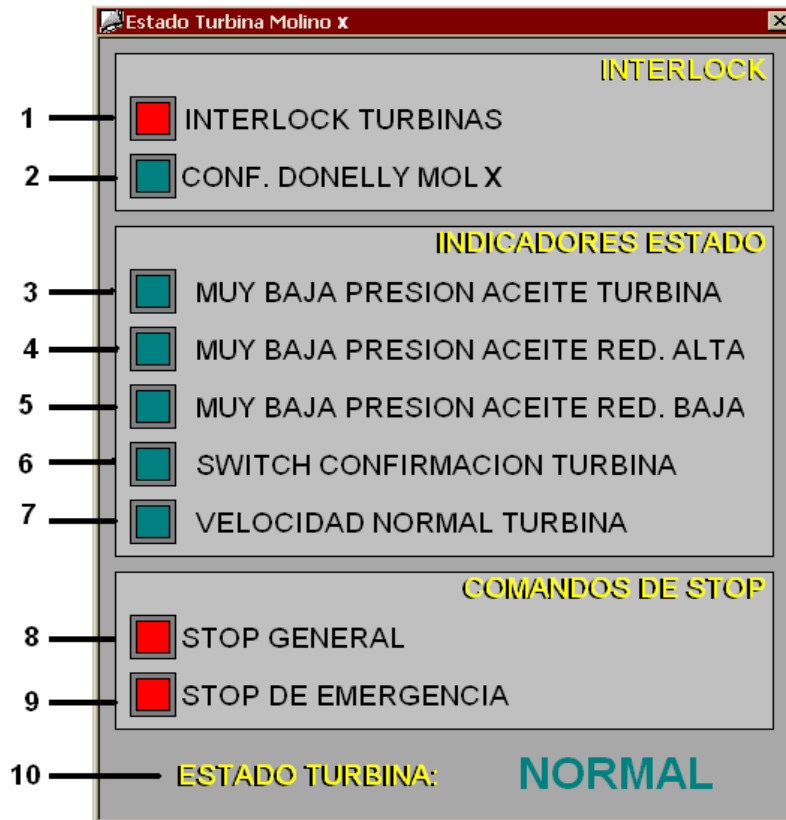 Estado Turbina Molino x
INTERLOCK
1 INTERLOCK TURBINAS
2 CONF. DONELLY MOL X
INDICADORES ESTADO
3 MUY BAJA PRESION ACEITE TURBINA
4 MUY BAJA PRESION ACEITE RED. ALTA
5 MUY BAJA PRESION ACEITE RED. BAJA
6 SWITCH CONFIRMACION TURBINA
7 VELOCIDAD NORMAL TURBINA
COMANDOS DE STOP
8 STOP GENERAL
9 STOP DE EMERGENCIA
10 ESTADO TURBINA: NORMAL